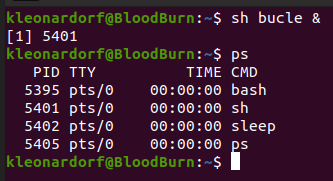 kleonardorf@BloodBurn:~$ sh bucle &
[1] 5401
kleonardorf@BloodBurn:~$ ps
    PID TTY          TIME CMD
   5395 pts/0    00:00:00 bash
   5401 pts/0    00:00:00 sh
   5402 pts/0    00:00:00 sleep
   5405 pts/0    00:00:00 ps
kleonardorf@BloodBurn:~$